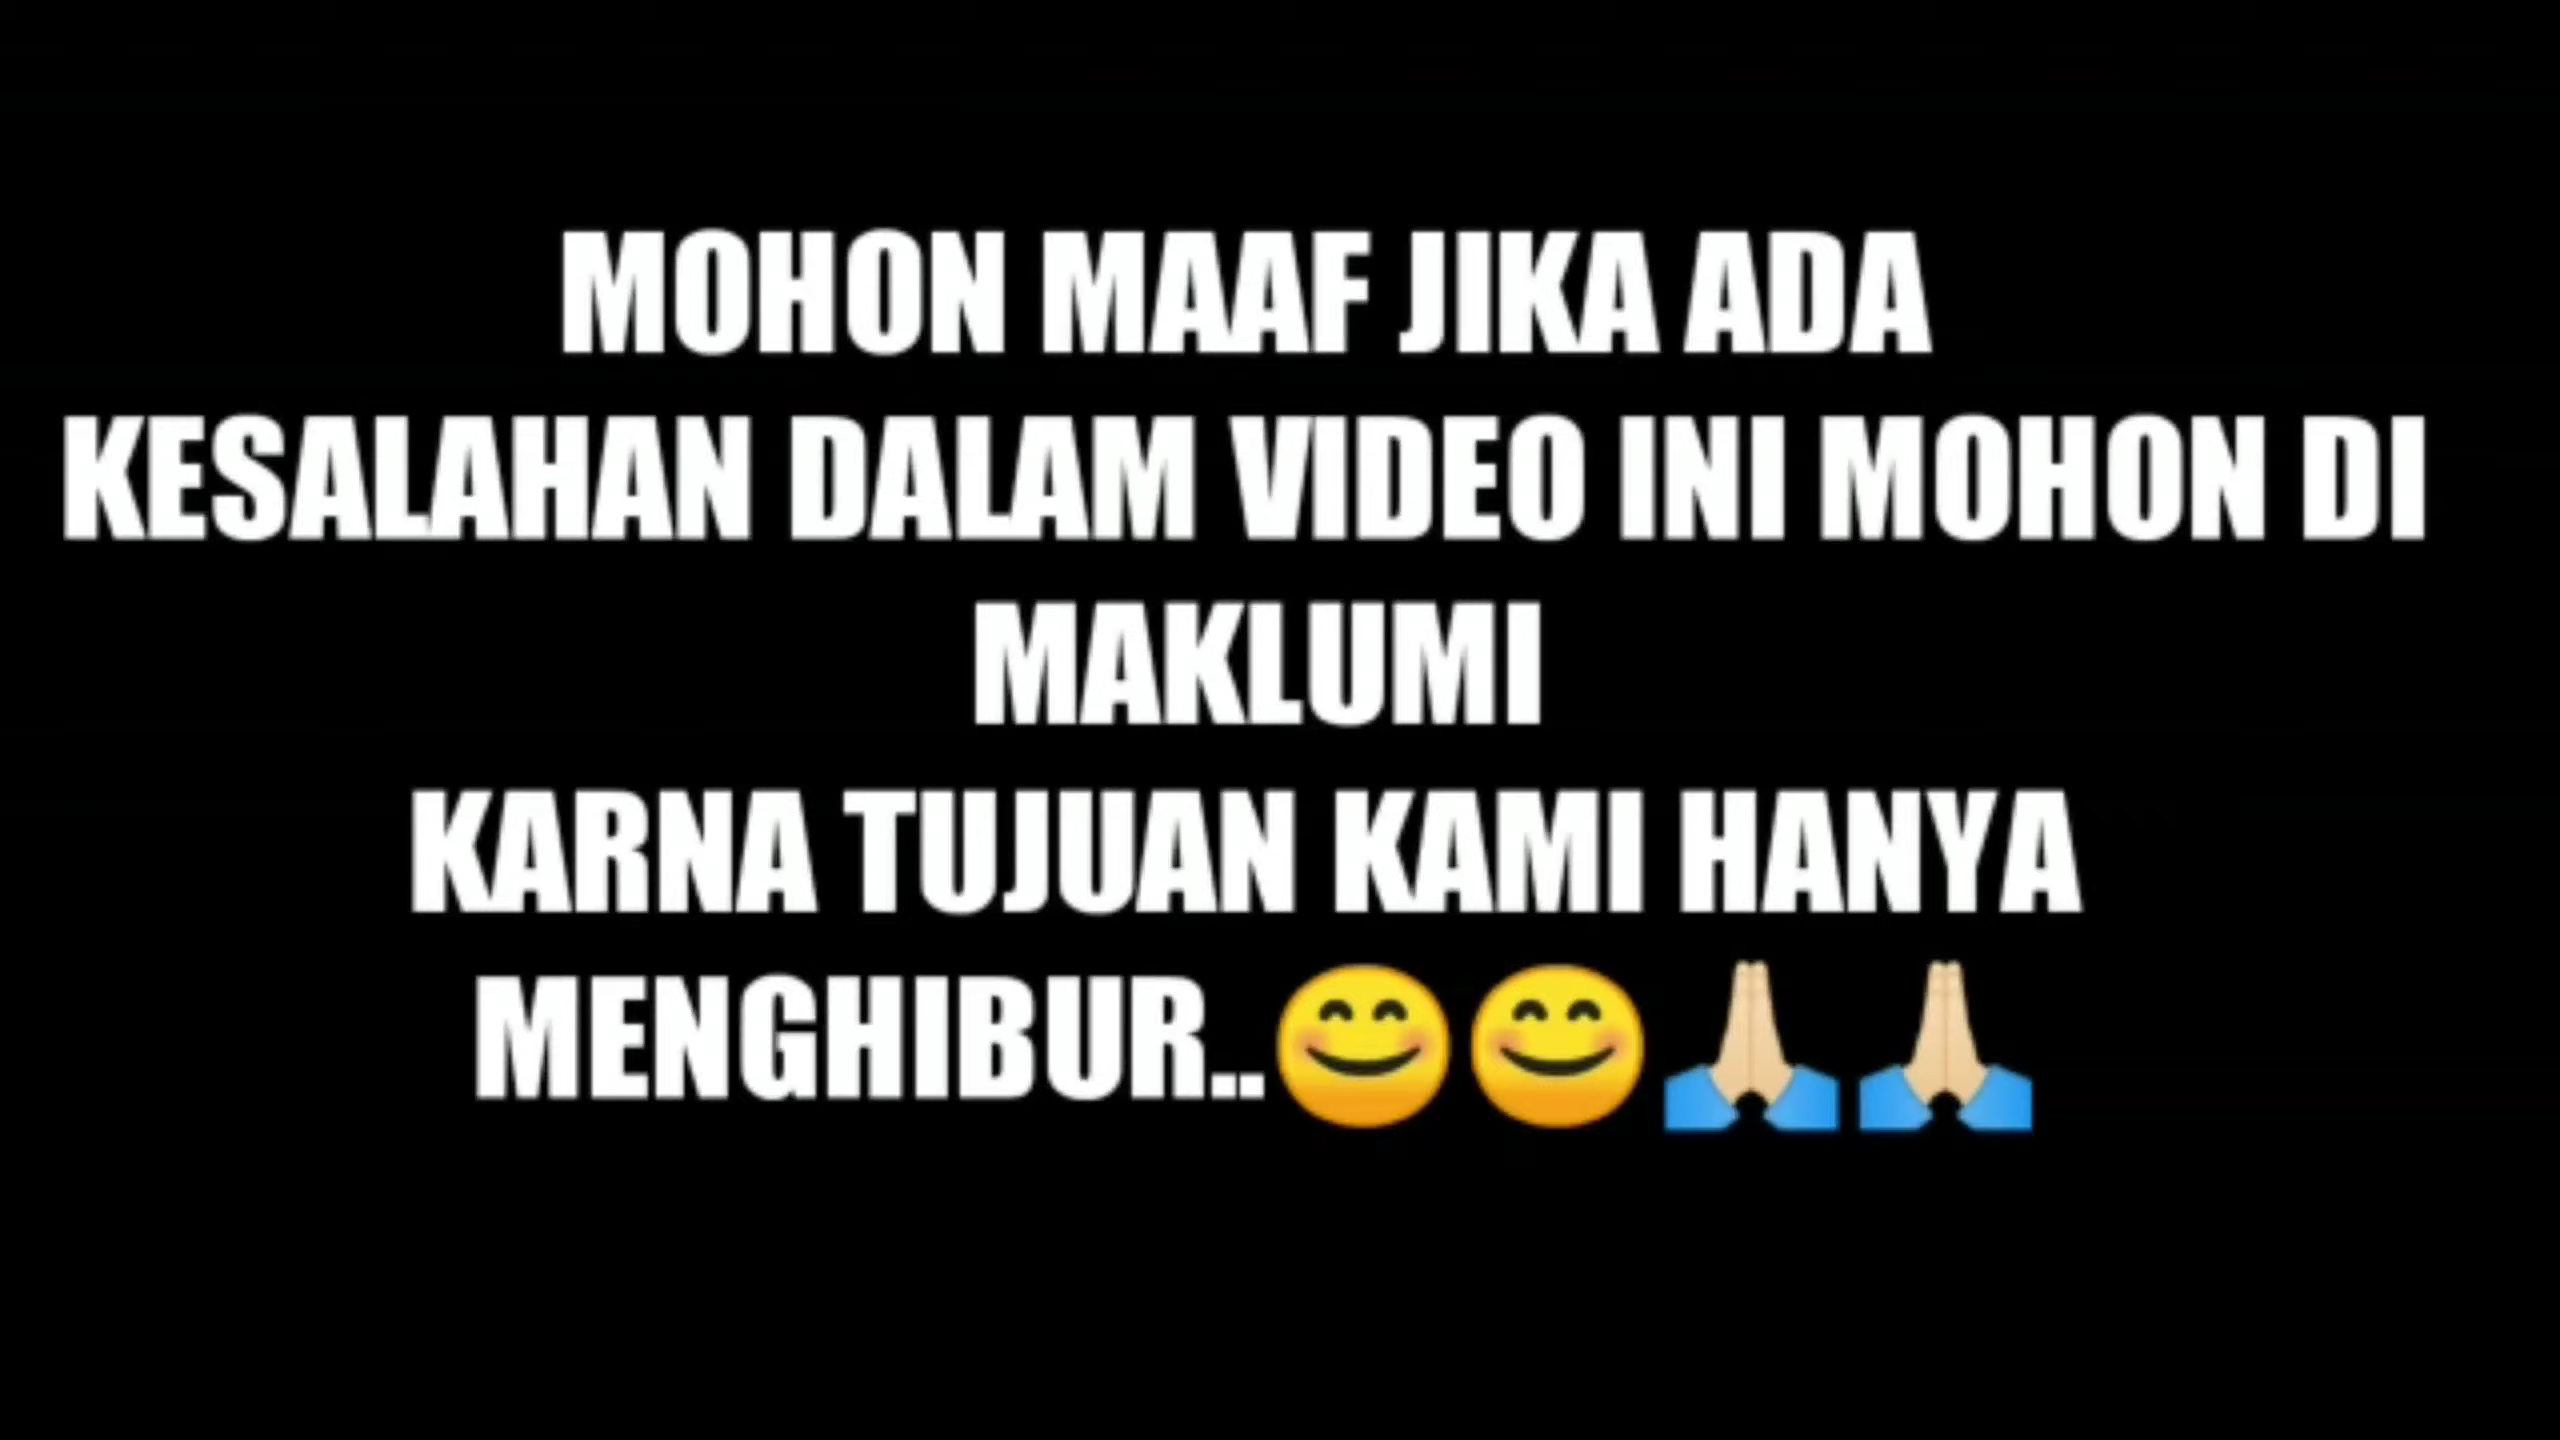 MOHON MAAF JIKA ADA
KESALAHAN DALAM VIDEO INI MOHON DI
MAKLUMI
KARNA TUJUAN KAMI HANYA
MENGHIBUR..😊😊🙏🏻🙏🏻